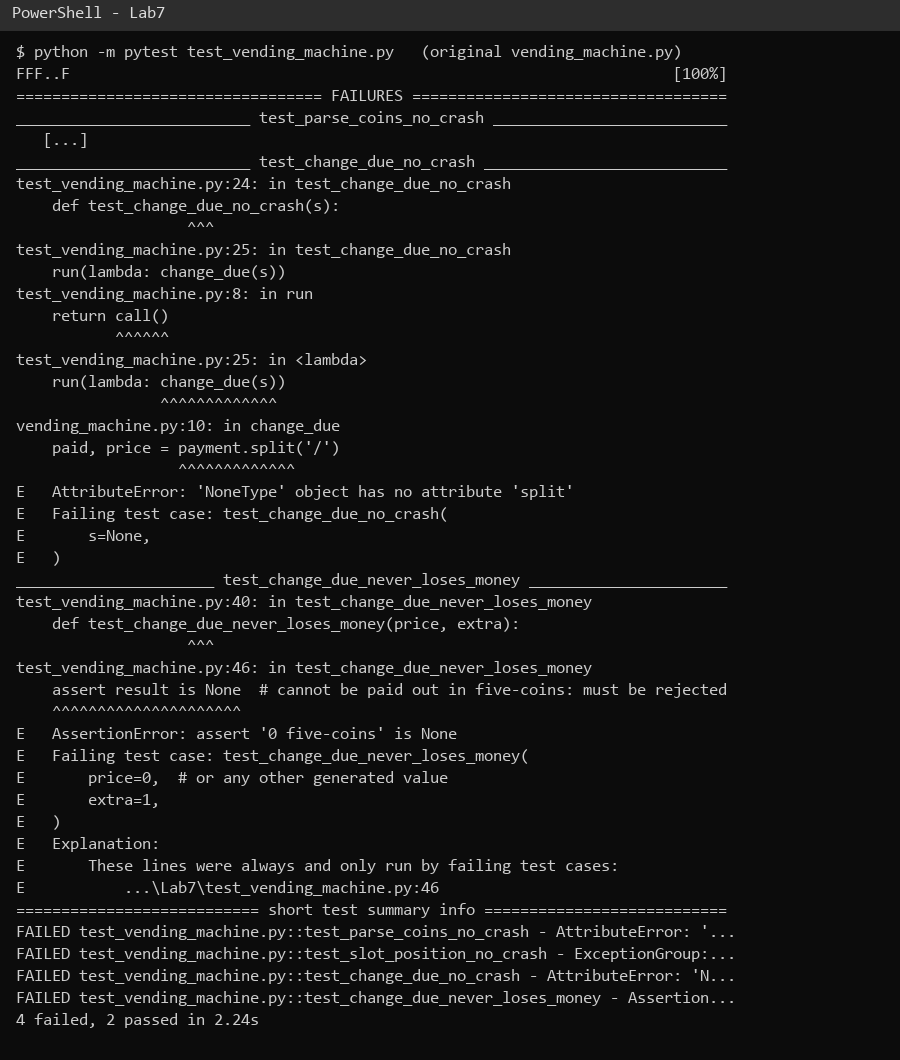 PowerShell - Lab7
$ python -m pytest test_vending_machine.py   (original vending_machine.py)
FFF..F                                                                   [100%]
================================== FAILURES ===================================
__________________________ test_parse_coins_no_crash __________________________
   [...]
__________________________ test_change_due_no_crash ___________________________
test_vending_machine.py:24: in test_change_due_no_crash
    def test_change_due_no_crash(s):
                   ^^^
test_vending_machine.py:25: in test_change_due_no_crash
    run(lambda: change_due(s))
test_vending_machine.py:8: in run
    return call()
           ^^^^^^
test_vending_machine.py:25: in <lambda>
    run(lambda: change_due(s))
                ^^^^^^^^^^^^^
vending_machine.py:10: in change_due
    paid, price = payment.split('/')
                  ^^^^^^^^^^^^^
E   AttributeError: 'NoneType' object has no attribute 'split'
E   Failing test case: test_change_due_no_crash(
E       s=None,
E   )
______________________ test_change_due_never_loses_money ______________________
test_vending_machine.py:40: in test_change_due_never_loses_money
    def test_change_due_never_loses_money(price, extra):
                   ^^^
test_vending_machine.py:46: in test_change_due_never_loses_money
    assert result is None  # cannot be paid out in five-coins: must be rejected
    ^^^^^^^^^^^^^^^^^^^^^
E   AssertionError: assert '0 five-coins' is None
E   Failing test case: test_change_due_never_loses_money(
E       price=0,  # or any other generated value
E       extra=1,
E   )
E   Explanation:
E       These lines were always and only run by failing test cases:
E           ...\Lab7\test_vending_machine.py:46
=========================== short test summary info ===========================
FAILED test_vending_machine.py::test_parse_coins_no_crash - AttributeError: '...
FAILED test_vending_machine.py::test_slot_position_no_crash - ExceptionGroup:...
FAILED test_vending_machine.py::test_change_due_no_crash - AttributeError: 'N...
FAILED test_vending_machine.py::test_change_due_never_loses_money - Assertion...
4 failed, 2 passed in 2.24s